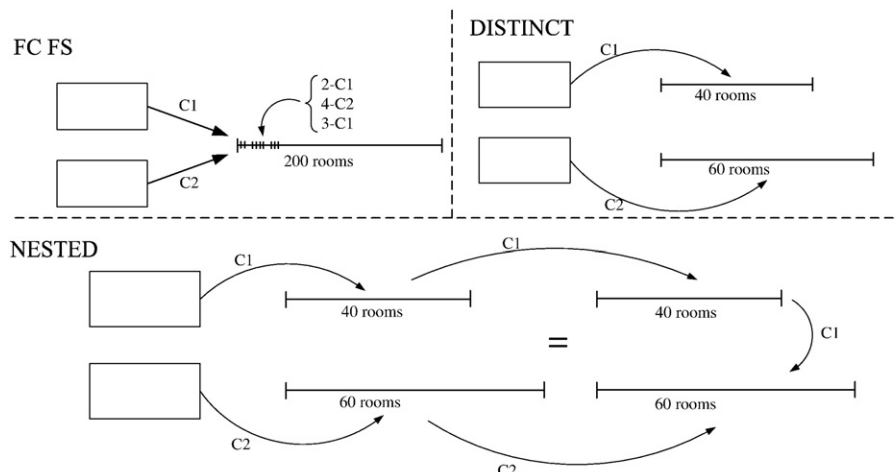 FC FS
C1
C2
2-C1
4-C2
3-C1
200 rooms
DISTINCT
C1
40 rooms
60 rooms
C2
NESTED
C1
40 rooms
C1
40 rooms
=
C1
60 rooms
60 rooms
C2
C2